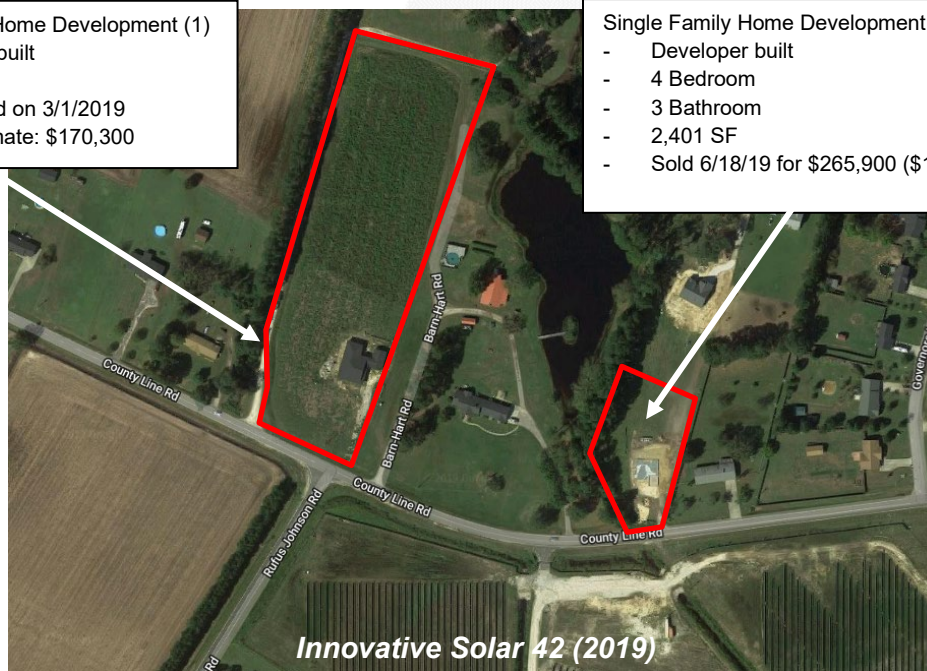 Home Development (1)
built
d on 3/1/2019
mate: $170,300
Single Family Home Development
- Developer built
- 4 Bedroom
- 3 Bathroom
- 2,401 SF
- Sold 6/18/19 for $265,900 ($1
Barn-Hart Rd
County Line Rd
Barn-Hart Rd
County Line Rd
Rufus Johnson Rd
County Line Rd
Governors
Innovative Solar 42 (2019)
Rd